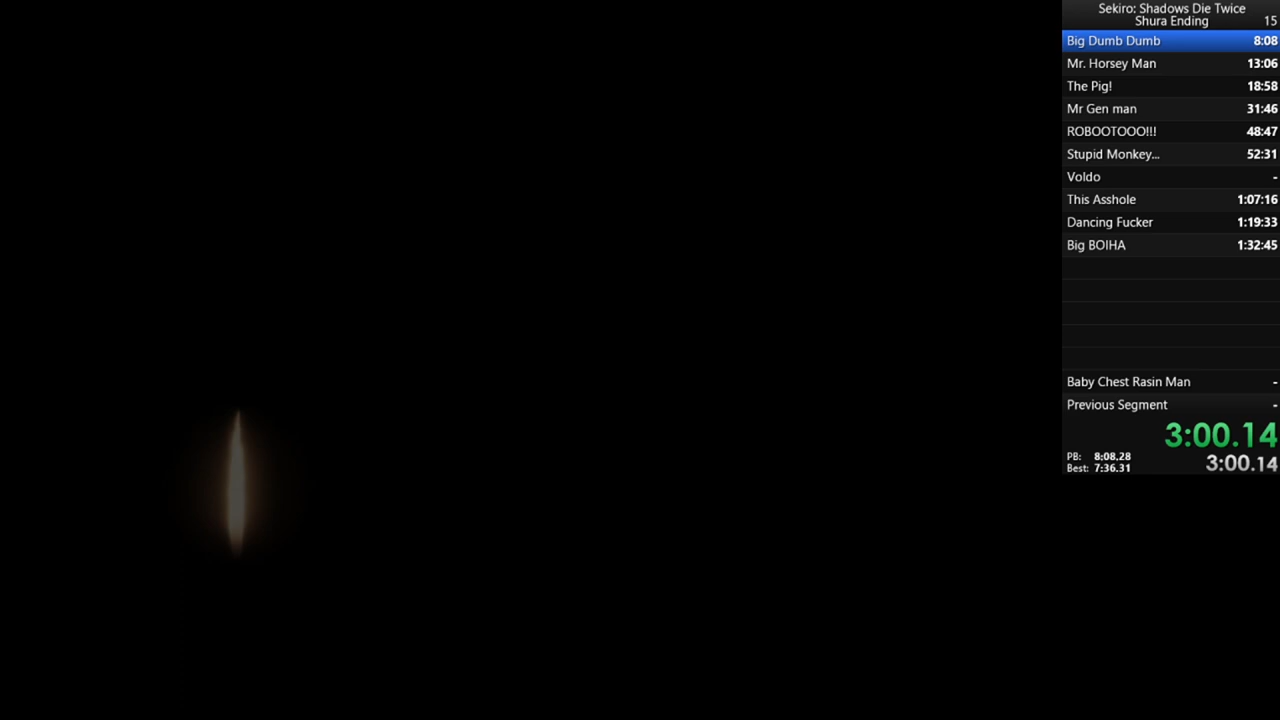 Sekiro: Shadows Die Twice
Shura Ending 15
Big Dumb Dumb 8:08
Mr. Horsey Man 13:06
The Pig! 18:58
Mr Gen man 31:46
ROBOOTOOO!!! 48:47
Stupid Monkey... 52:31
Voldo -
This Asshole 1:07:16
Dancing Fucker 1:19:33
Big BOIHA 1:32:45
Baby Chest Rasin Man -
Previous Segment -
3:00.14
PB: 8:08.28
Best: 7:36.31
3:00.14